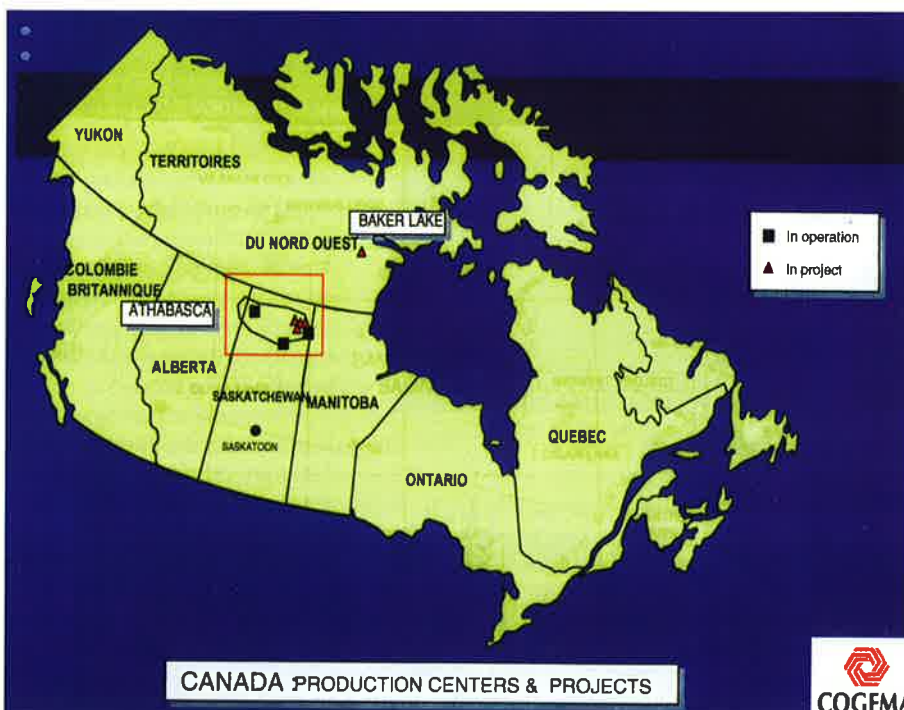 YUKON
TERRITOIRES
BAKER LAKE
DU NORD OUEST
In operation
In project
COLOMBIE
BRITANNIQUE
ATHABASCA
ALBERTA
SASKATCHEWAN
MANITOBA
SASKATOON
QUEBEC
ONTARIO
CANADA :PRODUCTION CENTERS & PROJECTS
COGEMA